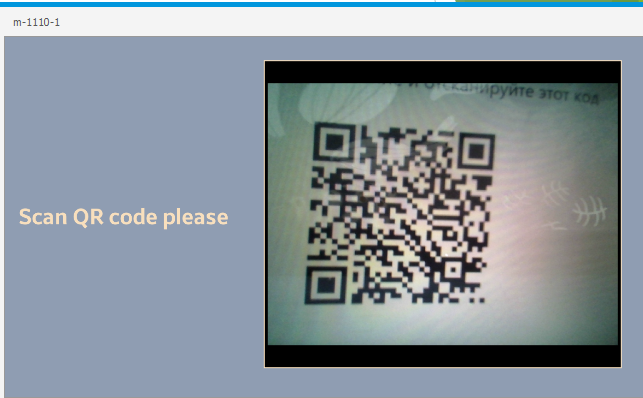 m-1110-1
и отсканируйте этот код
Scan QR code please